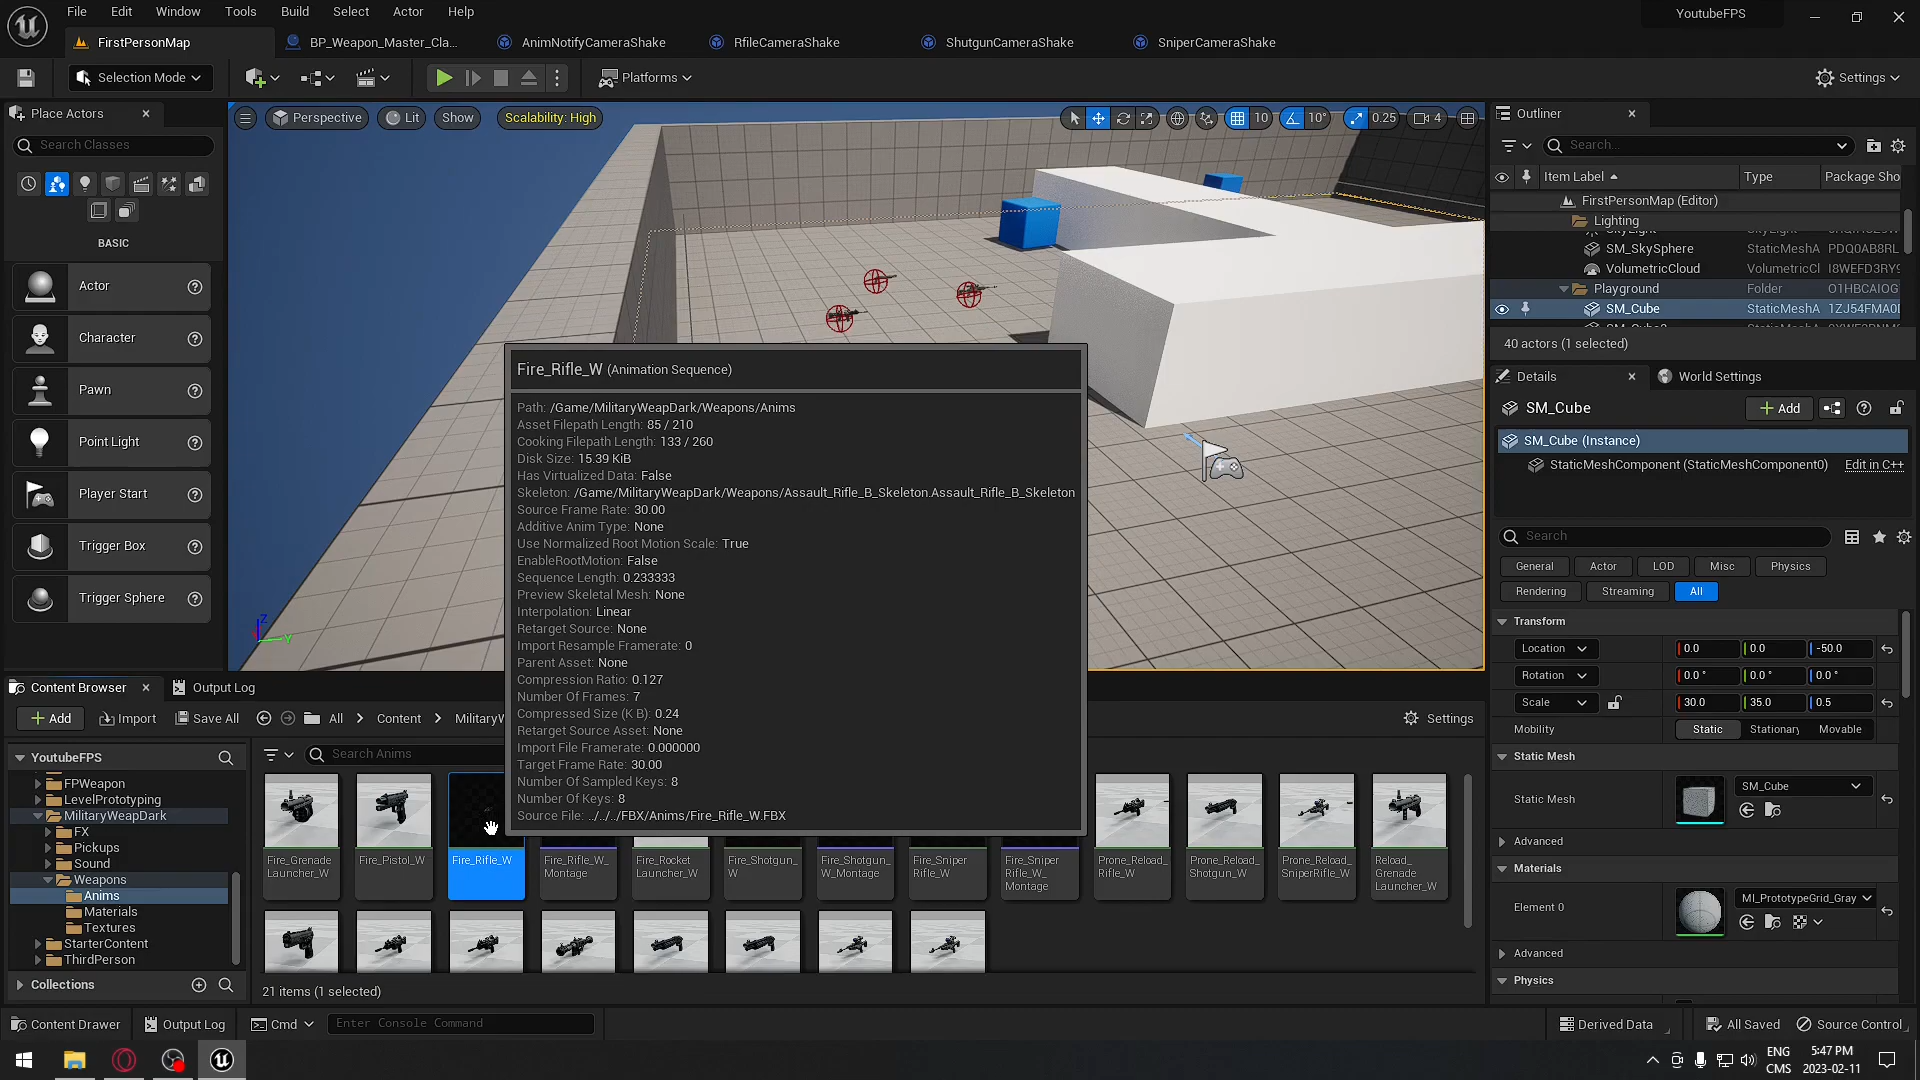 File Edit Window Tools Build Select Actor Help
YoutubeFPS
FirstPersonMap
BP_Weapon_Master_Cla...
AnimNotifyCameraShake
RfileCameraShake
ShutgunCameraShake
SniperCameraShake
Selection Mode
Platforms
Settings
Place Actors
Search Classes
BASIC
Actor
Character
Pawn
Point Light
Player Start
Trigger Box
Trigger Sphere
Perspective
Lit
Show
Scalability: High
10
10°
0.25
4
Fire_Rifle_W (Animation Sequence)
Path: /Game/MilitaryWeapDark/Weapons/Anims
Asset Filepath Length: 85 / 210
Cooking Filepath Length: 133 / 260
Disk Size: 15.39 KiB
Has Virtualized Data: False
Skeleton: /Game/MilitaryWeapDark/Weapons/Assault_Rifle_B_Skeleton.Assault_Rifle_B_Skeleton
Source Frame Rate: 30.00
Additive Anim Type: None
Use Normalized Root Motion Scale: True
EnableRootMotion: False
Sequence Length: 0.233333
Preview Skeletal Mesh: None
Interpolation: Linear
Retarget Source: None
Import Resample Framerate: 0
Parent Asset: None
Compression Ratio: 0.127
Number Of Frames: 7
Compressed Size (K B): 0.24
Retarget Source Asset: None
Import File Framerate: 0.000000
Target Frame Rate: 30.00
Number Of Sampled Keys: 8
Number Of Keys: 8
Source File: ../../../FBX/Anims/Fire_Rifle_W.FBX
Outliner
Search...
Item Label Type Package Sho
FirstPersonMap (Editor)
Lighting
SM_SkySphere StaticMeshA PDQ0AB8RL
VolumetricCloud VolumetricCl I8WEFD3RY9
Playground Folder O1HBCAIOG
SM_Cube StaticMeshA 1ZJ54FMA0
40 actors (1 selected)
Details
World Settings
SM_Cube
Add
SM_Cube (Instance)
StaticMeshComponent (StaticMeshComponent0) Edit in C++
Search
General Actor LOD Misc Physics
Rendering Streaming All
Transform
Location 0.0 0.0 -50.0
Rotation 0.0° 0.0° 0.0°
Scale 30.0 35.0 0.5
Mobility Static Stationary Movable
Static Mesh
Static Mesh SM_Cube
Advanced
Materials
Element 0 MI_PrototypeGrid_Gray
Advanced
Physics
Content Browser
Output Log
Add Import Save All All Content MilitaryW
Settings
YoutubeFPS
FPWeapon
LevelPrototyping
MilitaryWeapDark
FX
Pickups
Sound
Weapons
Anims
Materials
Textures
StarterContent
ThirdPerson
Collections
Search Anims
Fire_Grenade Launcher_W
Fire_Pistol_W
Fire_Rifle_W
Fire_Rifle_W_ Montage
Fire_Rocket Launcher_W
Fire_Shotgun_ W
Fire_Shotgun_ W_Montage
Fire_Sniper Rifle_W
Fire_Sniper Rifle_W_ Montage
Prone_Reload_ Rifle_W
Prone_Reload_ Shotgun_W
Prone_Reload_ SniperRifle_W
Reload_ Grenade Launcher_W
21 items (1 selected)
Content Drawer
Output Log
Cmd
Enter Console Command
Derived Data
All Saved
Source Control
ENG
CMS
5:47 PM
2023-02-11